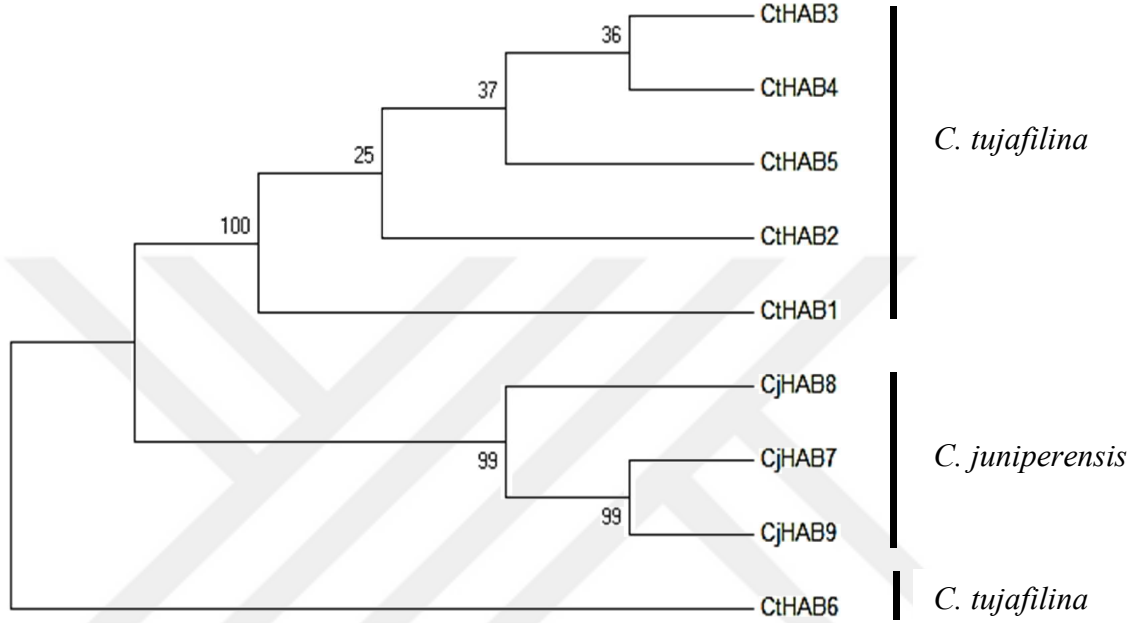 CtHAB3
36
CtHAB4
37
C. tujafilina
25
CtHAB5
100
CtHAB2
CtHAB1
CjHAB8
99
CjHAB7
C. juniperensis
99
CjHAB9
CtHAB6
C. tujafilina